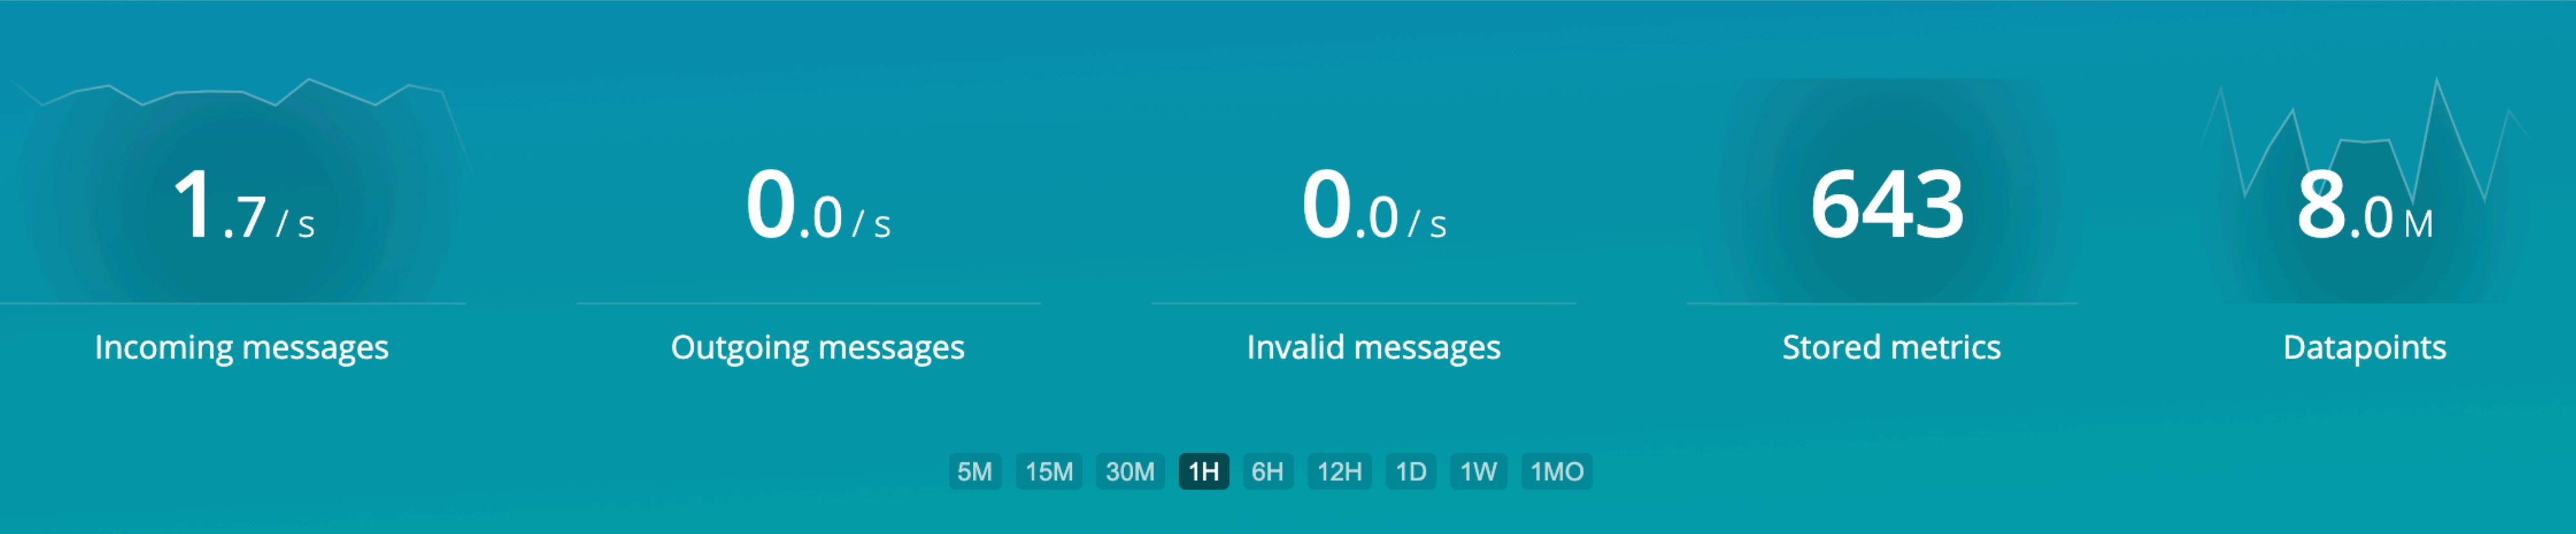 1.7 / s 0.0 / s 0.0 / s 643 8.0 M
Incoming messages Outgoing messages Invalid messages Stored metrics Datapoints
5M 15M 30M 1H 6H 12H 1D 1W 1MO